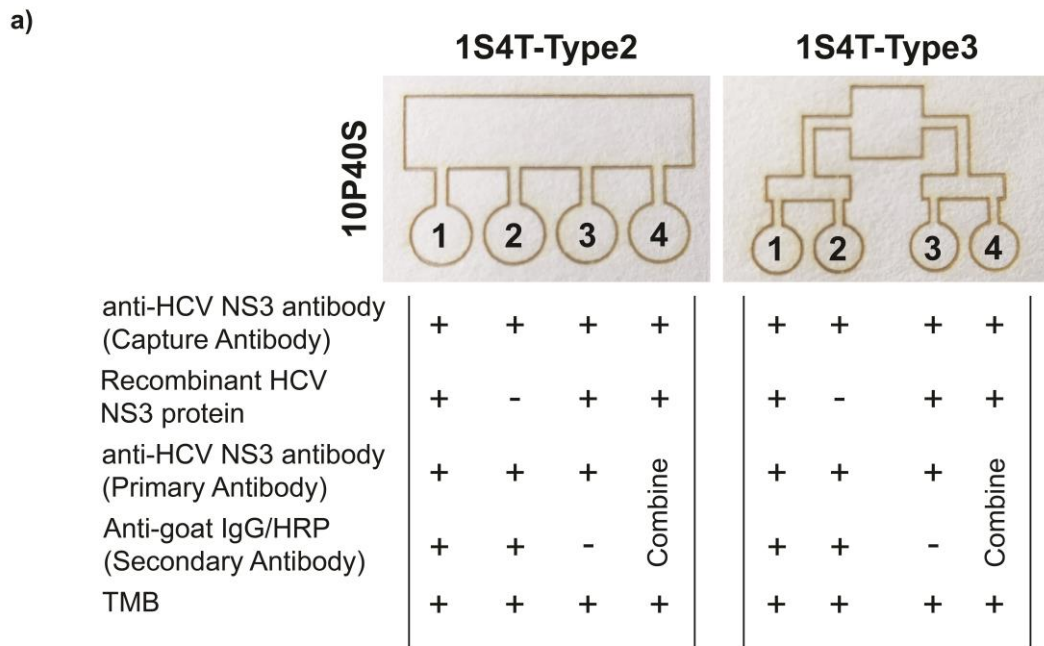 a)
1S4T-Type2 1S4T-Type3
10P40S
1 2 3 4 1 2 3 4
anti-HCV NS3 antibody
(Capture Antibody) + + + + + + + +
Recombinant HCV
NS3 protein + - + + + - + +
anti-HCV NS3 antibody
(Primary Antibody) + + + + + +
Combine Combine
Anti-goat IgG/HRP
(Secondary Antibody) + + - + + -
TMB + + + + + + + +